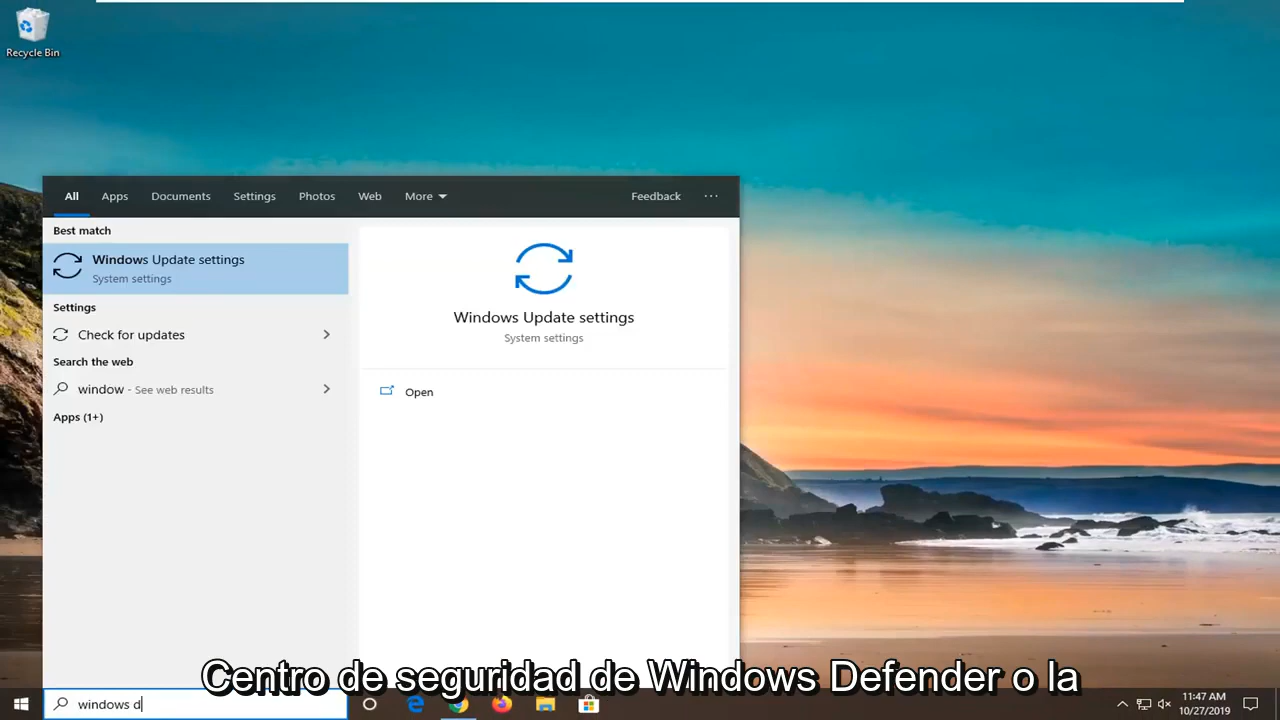 Recycle Bin
All Apps Documents Settings Photos Web More Feedback ...
Best match
Windows Update settings
System settings
Settings
Check for updates
Search the web
window - See web results
Apps (1+)
Windows Update settings
System settings
Open
Centro de seguridad de Windows Defender o la
windows d
11:47 AM
10/27/2019